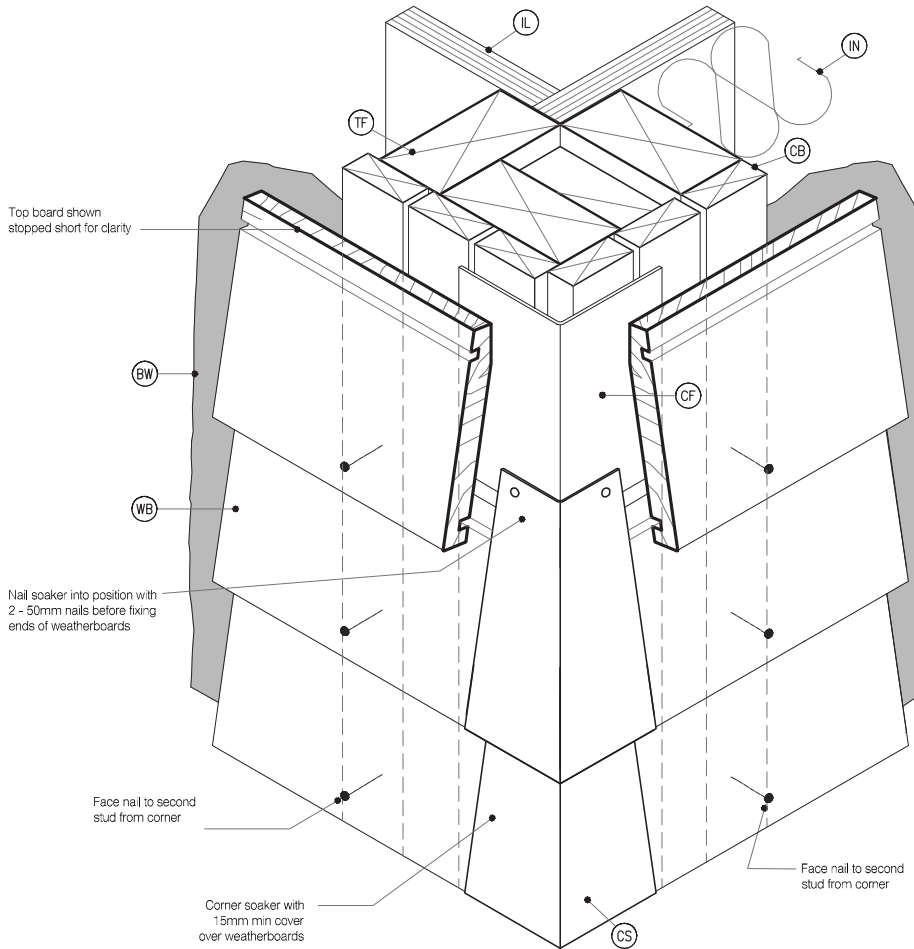 IL
IN
TF
CB
Top board shown
stopped short for clarity
BW
CF
WB
Nail soaker into position with
2 - 50mm nails before fixing
ends of weatherboards
Face nail to second
stud from corner
Face nail to second
stud from corner
Corner soaker with
15mm min cover
over weatherboards
CS